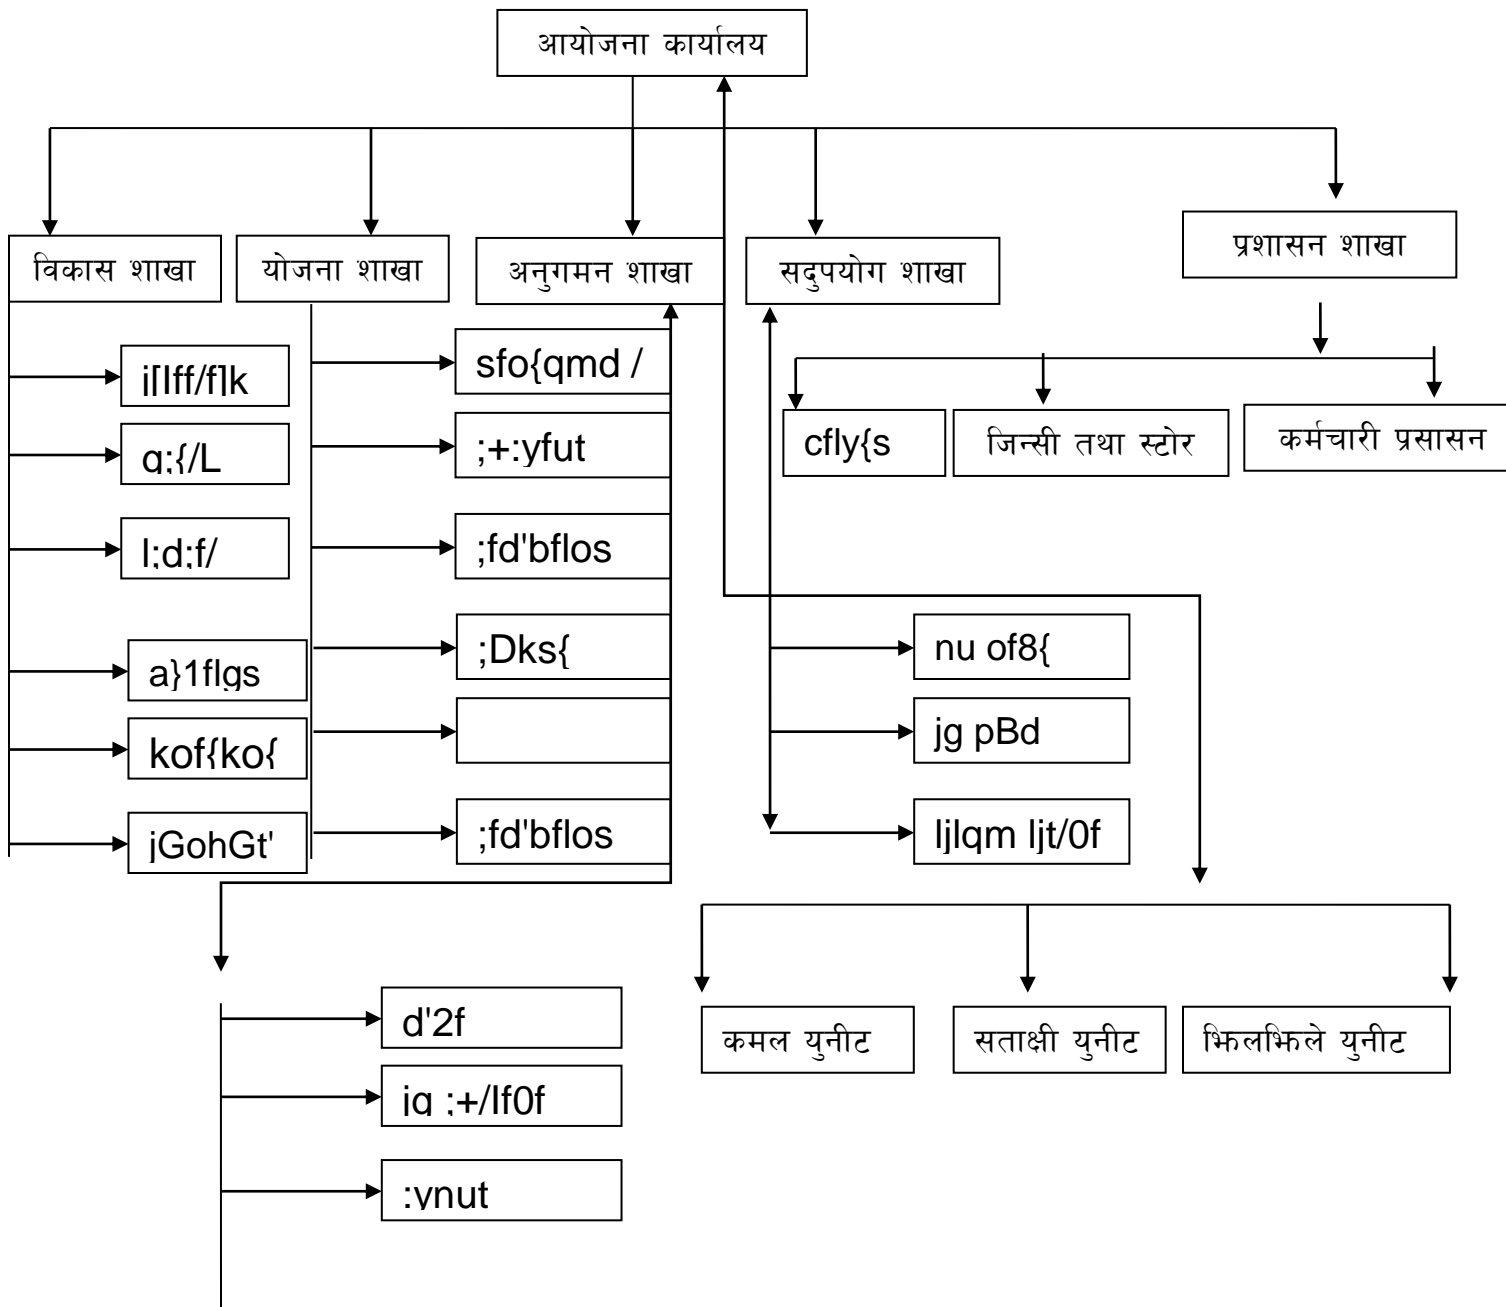 आयोजना कार्यालय
विकास शाखा
योजना शाखा
अनुगमन शाखा
सदुपयोग शाखा
प्रशासन शाखा
sfo{qmd /
;+:yfut
;fd'bflos
;Dks{
;fd'bflos
a}1flgs
kof{ko{
jGohGt'
l;d;f/
cfly{s
जिन्सी तथा स्टोर
कर्मचारी प्रसासन
nu of8{
jg pBd
ljlqm ljt/0f
कमल युनीट
सताक्षी युनीट
झिलझिले युनीट
d'2f
jg ;+/If0f
:ynut